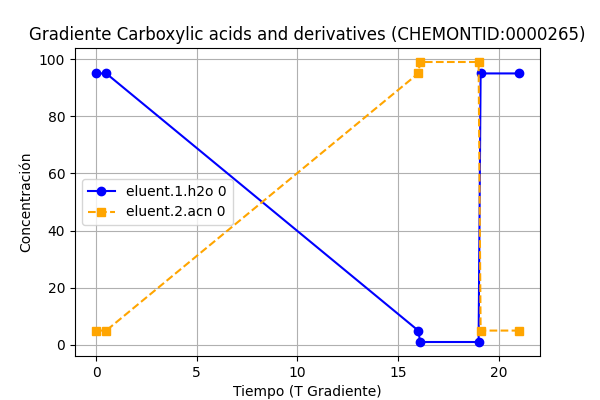 Gradiente Carboxylic acids and derivatives (CHEMONTID:0000265)
Concentración
100
80
60
40
20
0
eluent.1.h2o 0
eluent.2.acn 0
0 5 10 15 20
Tiempo (T Gradiente)